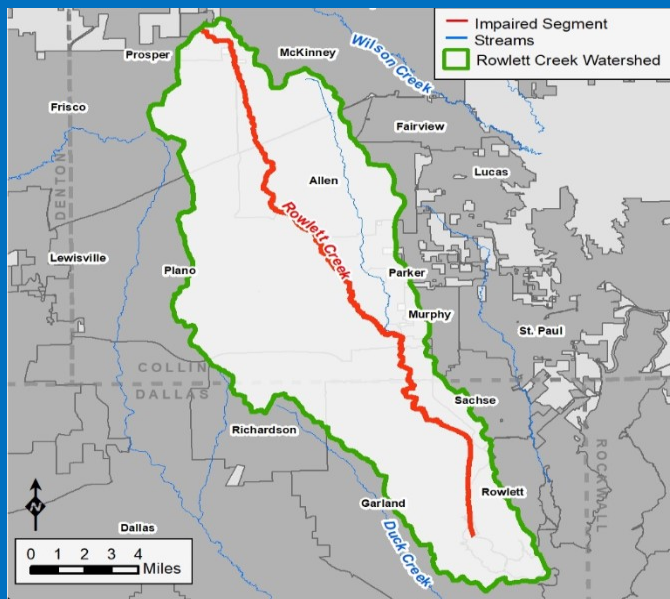 Impaired Segment
Streams
Rowlett Creek Watershed
Prosper
McKinney
Wilson Creek
Frisco
Fairview
DENTON
Allen
Lucas
Rowlett Creek
Lewisville
Plano
Parker
Murphy
St. Paul
COLLIN
DALLAS
Sachse
Richardson
ROCKWALL
Garland
Rowlett
N
Dallas
Duck Creek
0 1 2 3 4
Miles